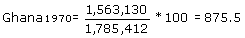 Ghana1970= 1,563,130 * 100 = 875.5
1,785,412